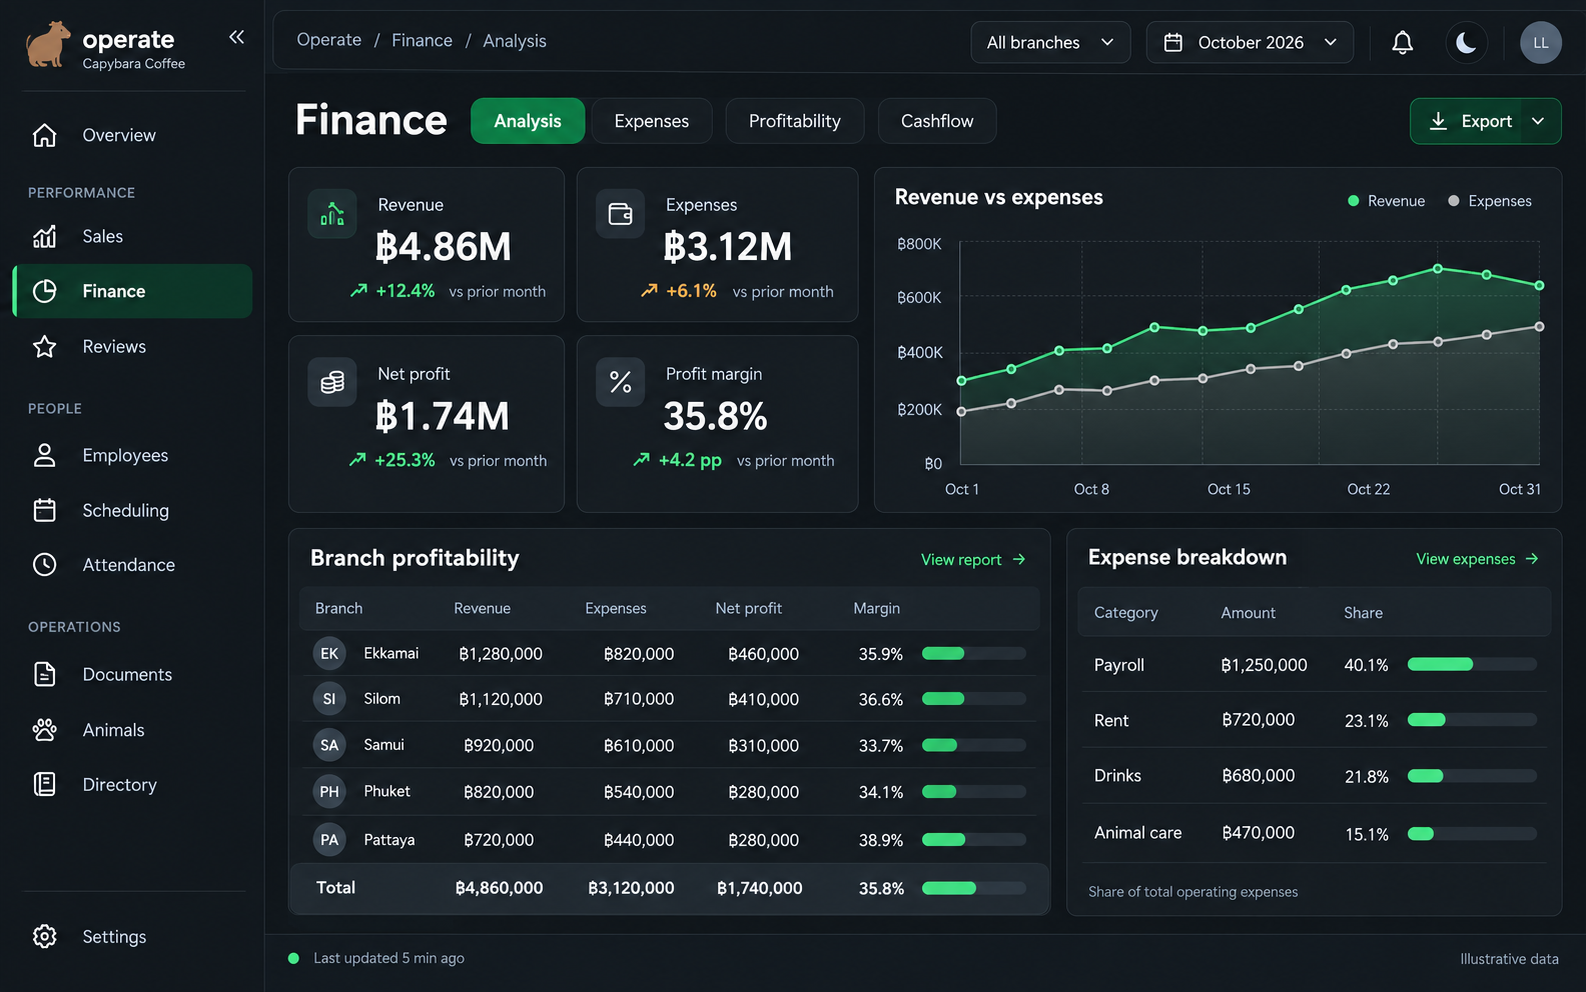 operate
Capybara Coffee
Overview
PERFORMANCE
Sales
Finance
Reviews
PEOPLE
Employees
Scheduling
Attendance
OPERATIONS
Documents
Animals
Directory
Settings
Operate / Finance / Analysis
All branches
October 2026
LL
Finance
Analysis
Expenses
Profitability
Cashflow
Export
Revenue
฿4.86M
+12.4% vs prior month
Expenses
฿3.12M
+6.1% vs prior month
Net profit
฿1.74M
+25.3% vs prior month
Profit margin
35.8%
+4.2 pp vs prior month
Revenue vs expenses
Revenue
Expenses
฿800K
฿600K
฿400K
฿200K
฿0
Oct 1 Oct 8 Oct 15 Oct 22 Oct 31
Branch profitability
View report →
Branch Revenue Expenses Net profit Margin
EK Ekkamai ฿1,280,000 ฿820,000 ฿460,000 35.9%
SI Silom ฿1,120,000 ฿710,000 ฿410,000 36.6%
SA Samui ฿920,000 ฿610,000 ฿310,000 33.7%
PH Phuket ฿820,000 ฿540,000 ฿280,000 34.1%
PA Pattaya ฿720,000 ฿440,000 ฿280,000 38.9%
Total ฿4,860,000 ฿3,120,000 ฿1,740,000 35.8%
Expense breakdown
View expenses →
Category Amount Share
Payroll ฿1,250,000 40.1%
Rent ฿720,000 23.1%
Drinks ฿680,000 21.8%
Animal care ฿470,000 15.1%
Share of total operating expenses
Last updated 5 min ago
Illustrative data